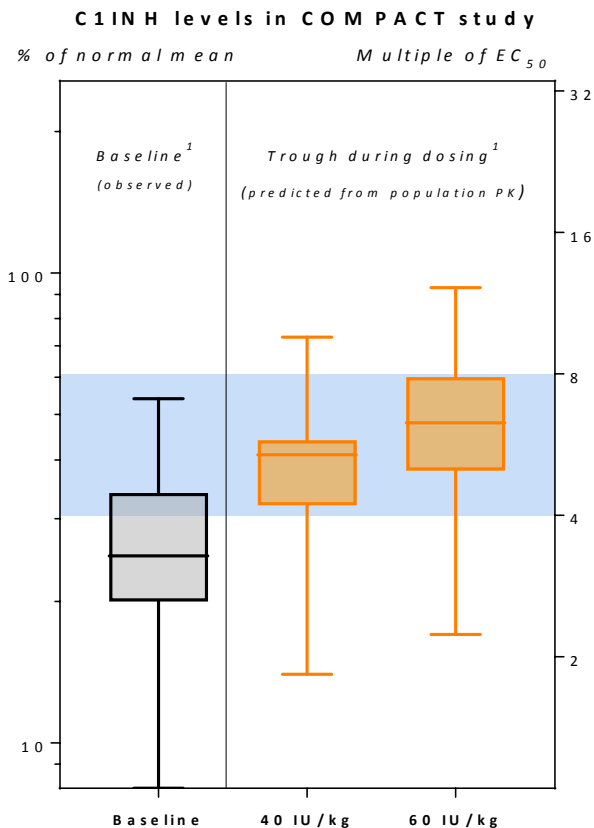 C1INH levels in COMPACT study
% of normal mean
Multiple of EC50
32
Baseline1
(observed)
Trough during dosing1
(predicted from population PK)
16
100
8
4
2
10
Baseline
40 IU/kg
60 IU/kg